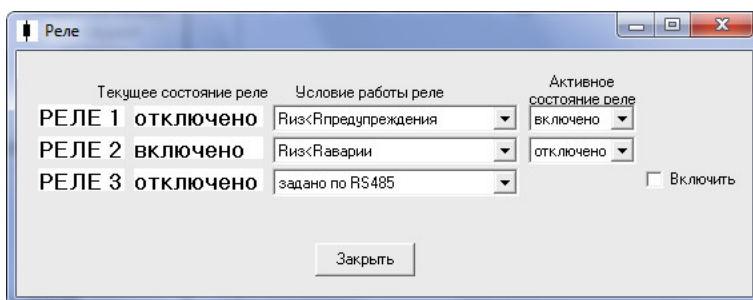 Реле
Текущее состояние реле Условие работы реле Активное состояние реле
РЕЛЕ 1 отключено Rиз<Rпредупреждения включено
РЕЛЕ 2 включено Rиз<Rаварии отключено
РЕЛЕ 3 отключено задано по RS485 Включить
Закрыть